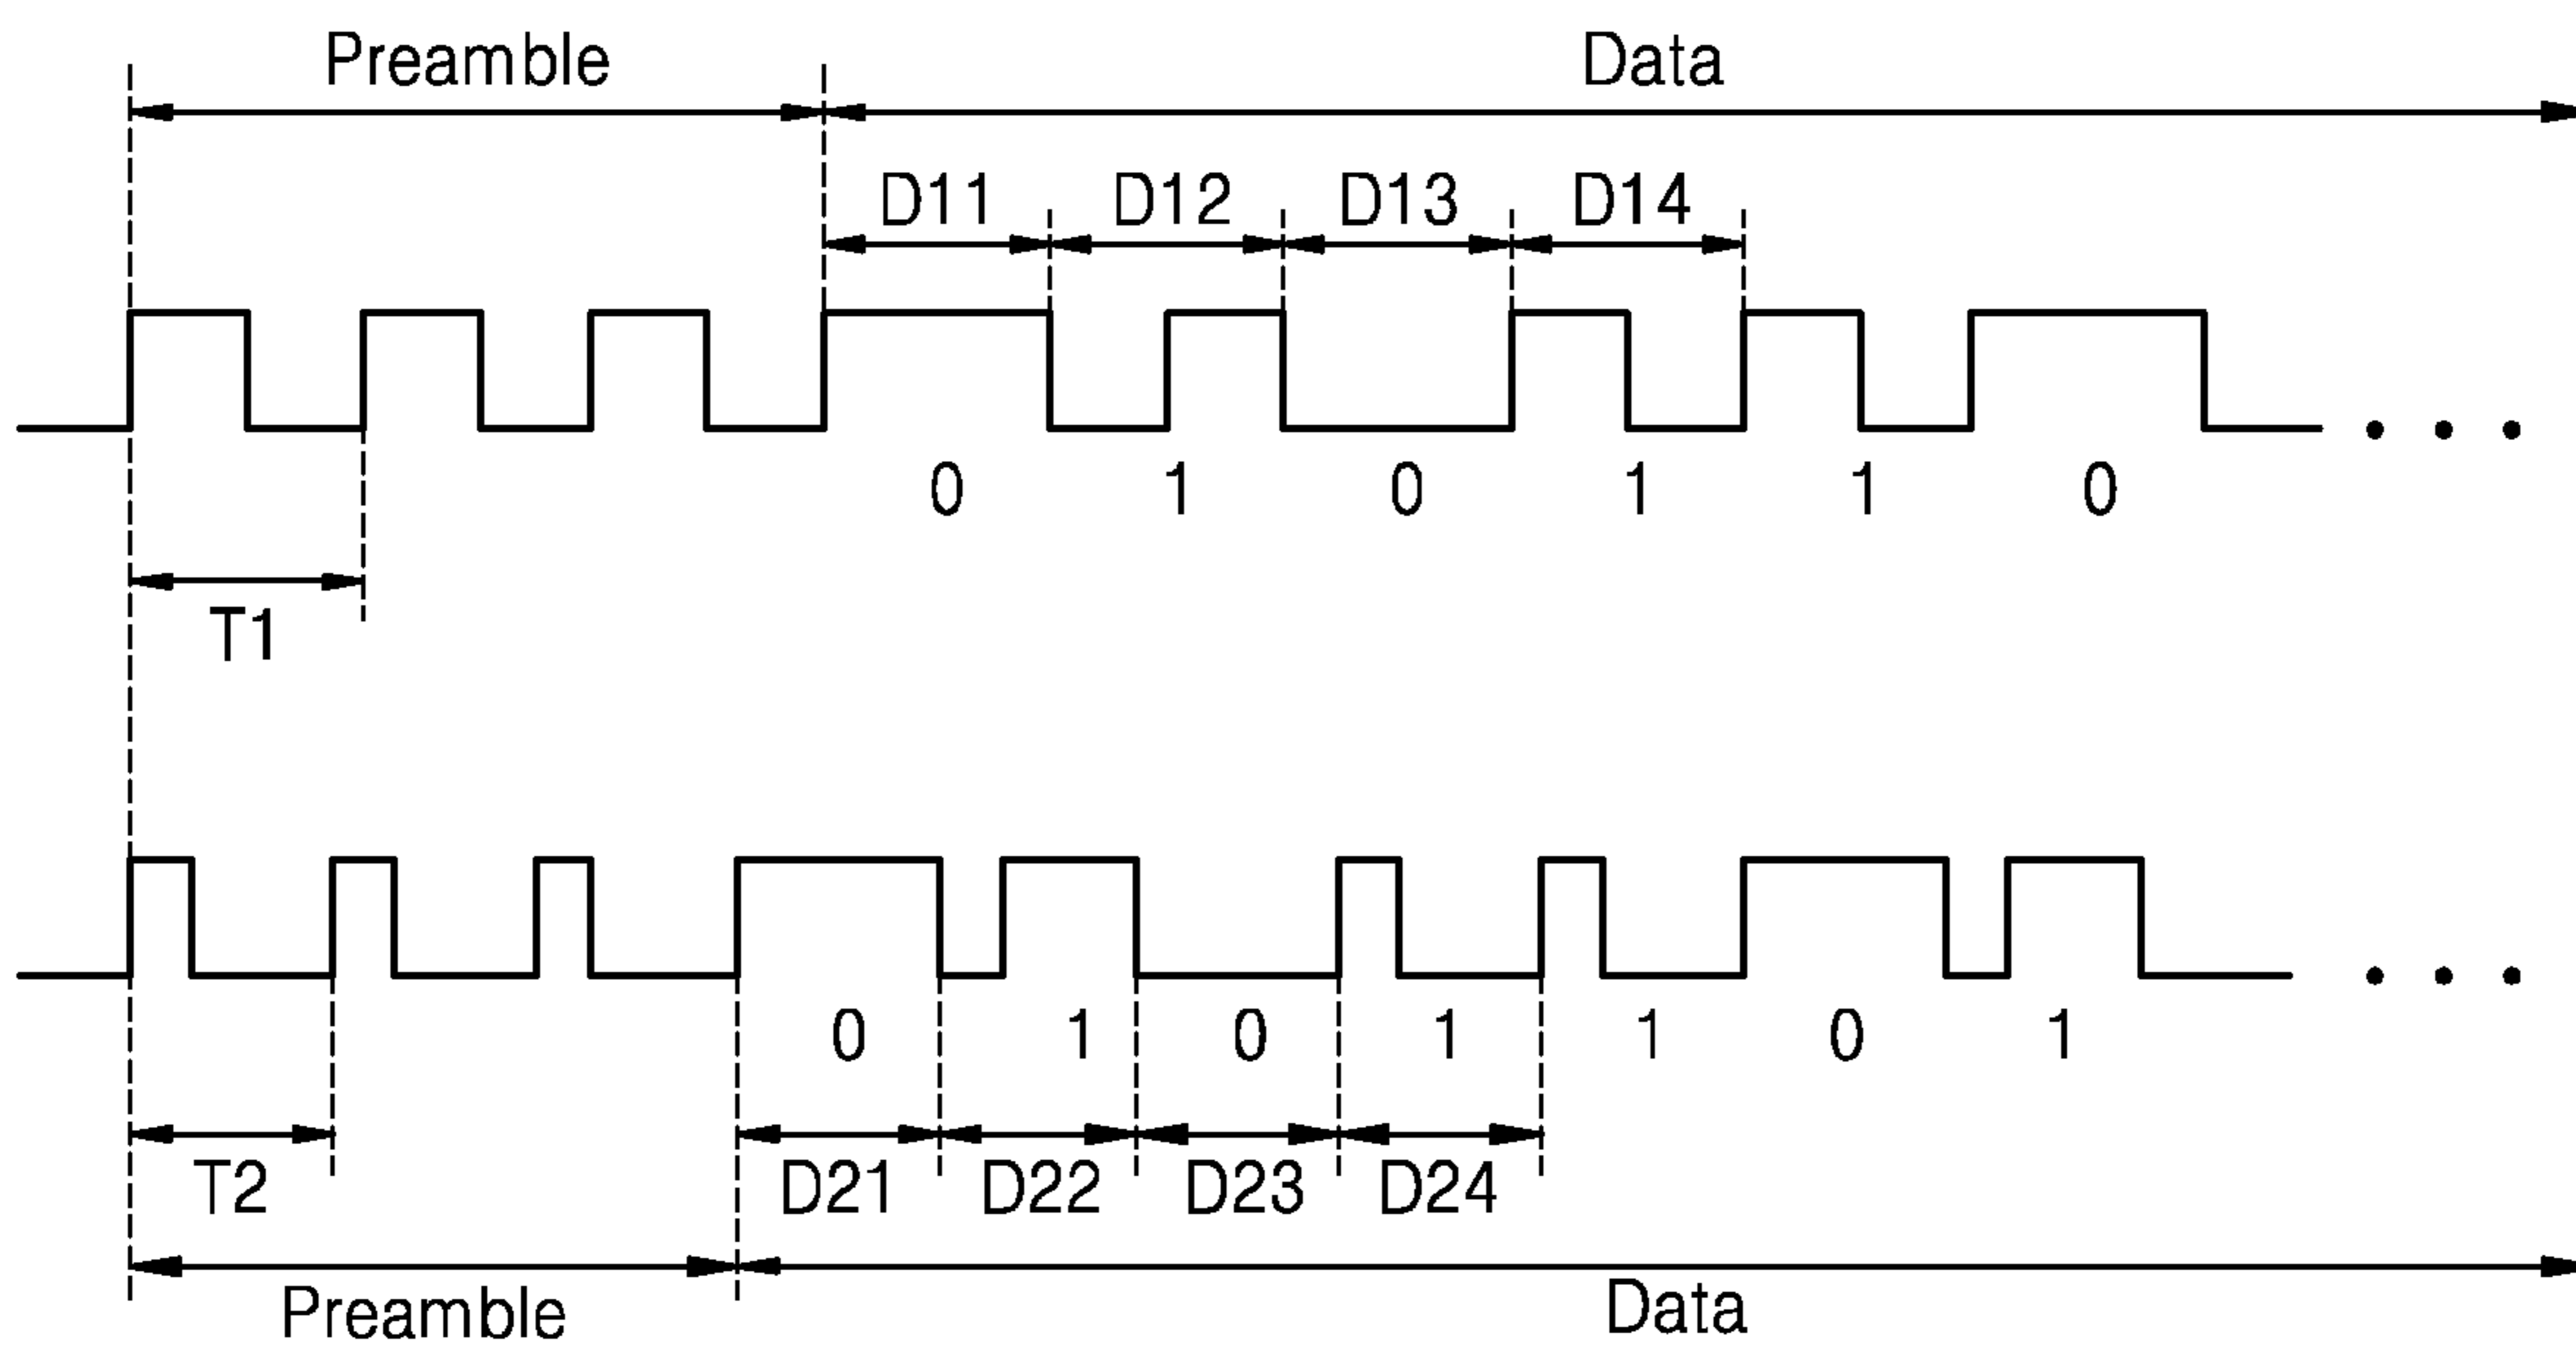 Preamble Data
D11 D12 D13 D14
0 1 0 1 1 0
T1
0 1 0 1 1 0 1
T2 D21 D22 D23 D24
Preamble Data